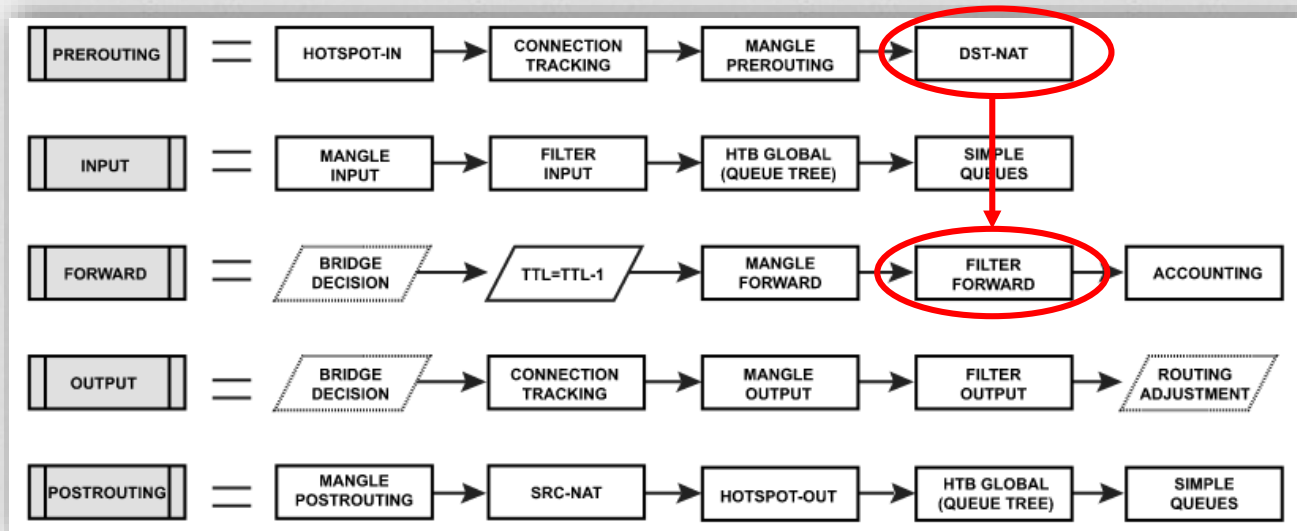 PREROUTING
HOTSPOT-IN
CONNECTION
TRACKING
MANGLE
PREROUTING
DST-NAT
INPUT
MANGLE
INPUT
FILTER
INPUT
HTB GLOBAL
(QUEUE TREE)
SIMPLE
QUEUES
FORWARD
BRIDGE
DECISION
TTL=TTL-1
MANGLE
FORWARD
FILTER
FORWARD
ACCOUNTING
OUTPUT
BRIDGE
DECISION
CONNECTION
TRACKING
MANGLE
OUTPUT
FILTER
OUTPUT
ROUTING
ADJUSTMENT
POSTROUTING
MANGLE
POSTROUTING
SRC-NAT
HOTSPOT-OUT
HTB GLOBAL
(QUEUE TREE)
SIMPLE
QUEUES